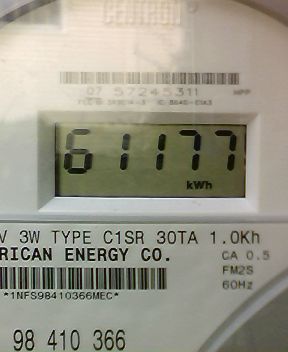 CENTRON
Q7 57245311
61177
kWh
V 3W TYPE C1SR 30TA 1.0Kh
RICAN ENERGY CO.
CA 0.5
FM2S
60Hz
*1NFS98410366MEC*
98 410 366